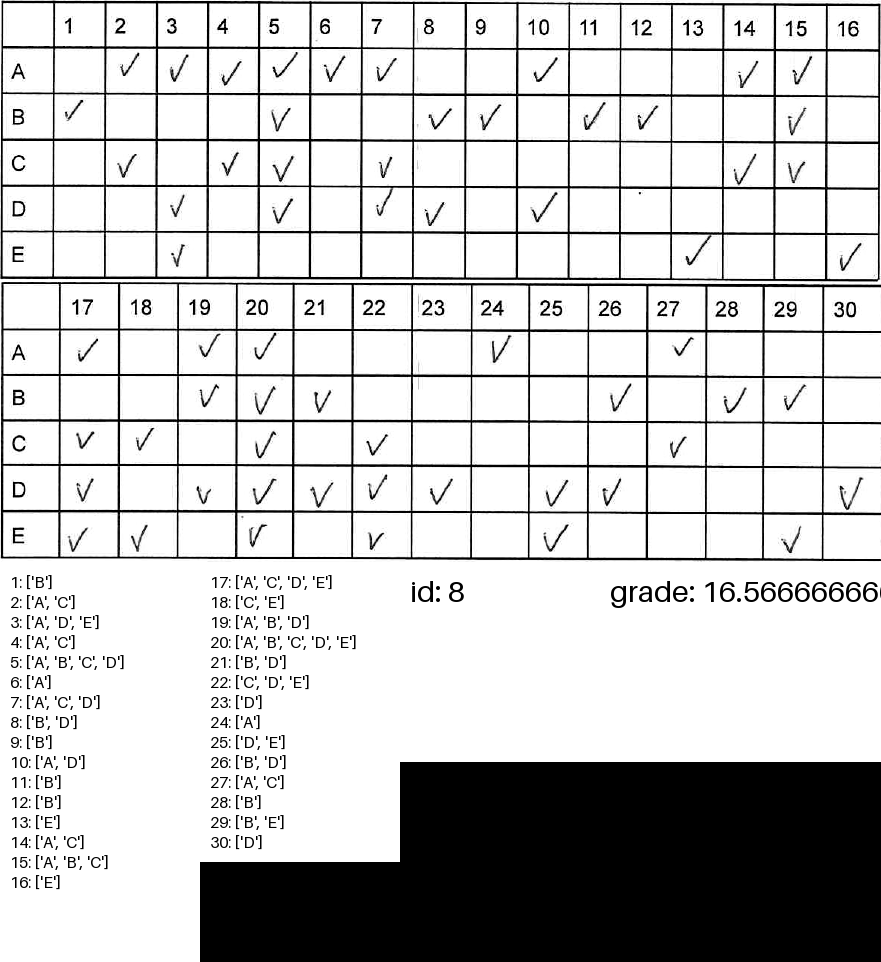 1 2 3 4 5 6 7 8 9 10 11 12 13 14 15 16
A ✓ ✓ ✓ ✓ ✓ ✓ ✓ ✓ ✓
B ✓ ✓ ✓ ✓ ✓ ✓ ✓
C ✓ ✓ ✓ ✓ ✓ ✓
D ✓ ✓ ✓ ✓ ✓
E ✓ ✓ ✓
17 18 19 20 21 22 23 24 25 26 27 28 29 30
A ✓ ✓ ✓ ✓ ✓
B ✓ ✓ ✓ ✓ ✓ ✓
C ✓ ✓ ✓ ✓ ✓
D ✓ ✓ ✓ ✓ ✓ ✓ ✓ ✓ ✓
E ✓ ✓ ✓ ✓ ✓ ✓
1: ['B']
2: ['A', 'C']
3: ['A', 'D', 'E']
4: ['A', 'C']
5: ['A', 'B', 'C', 'D']
6: ['A']
7: ['A', 'C', 'D']
8: ['B', 'D']
9: ['B']
10: ['A', 'D']
11: ['B']
12: ['B']
13: ['E']
14: ['A', 'C']
15: ['A', 'B', 'C']
16: ['E']
17: ['A', 'C', 'D', 'E']
18: ['C', 'E']
19: ['A', 'B', 'D']
20: ['A', 'B', 'C', 'D', 'E']
21: ['B', 'D']
22: ['C', 'D', 'E']
23: ['D']
24: ['A']
25: ['D', 'E']
26: ['B', 'D']
27: ['A', 'C']
28: ['B']
29: ['B', 'E']
30: ['D']
id: 8
grade: 16.566666666